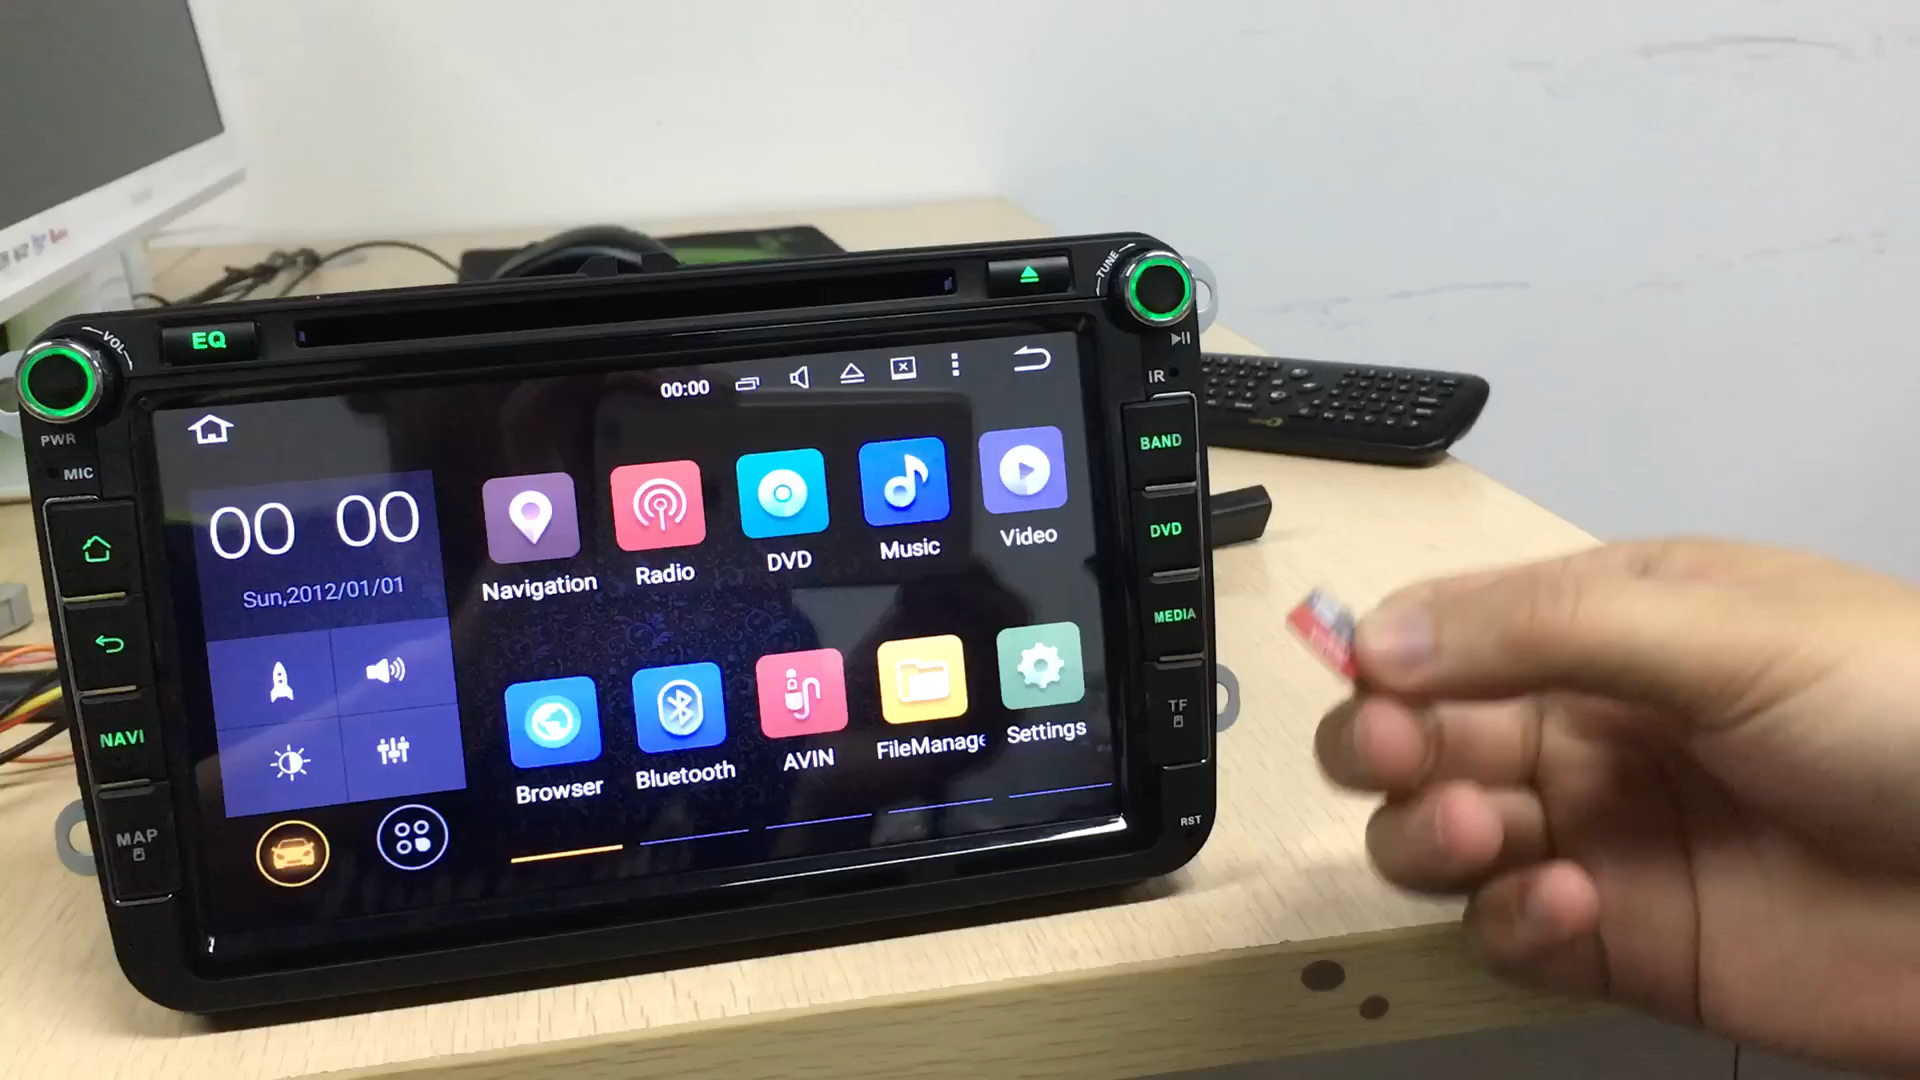 VOL
EQ
TUNE
IR
PWR
MIC
00:00
00 00
Sun,2012/01/01
Navigation
Radio
DVD
Music
Video
Browser
Bluetooth
AVIN
FileManage
Settings
NAVI
MAP
BAND
DVD
MEDIA
TF
RST